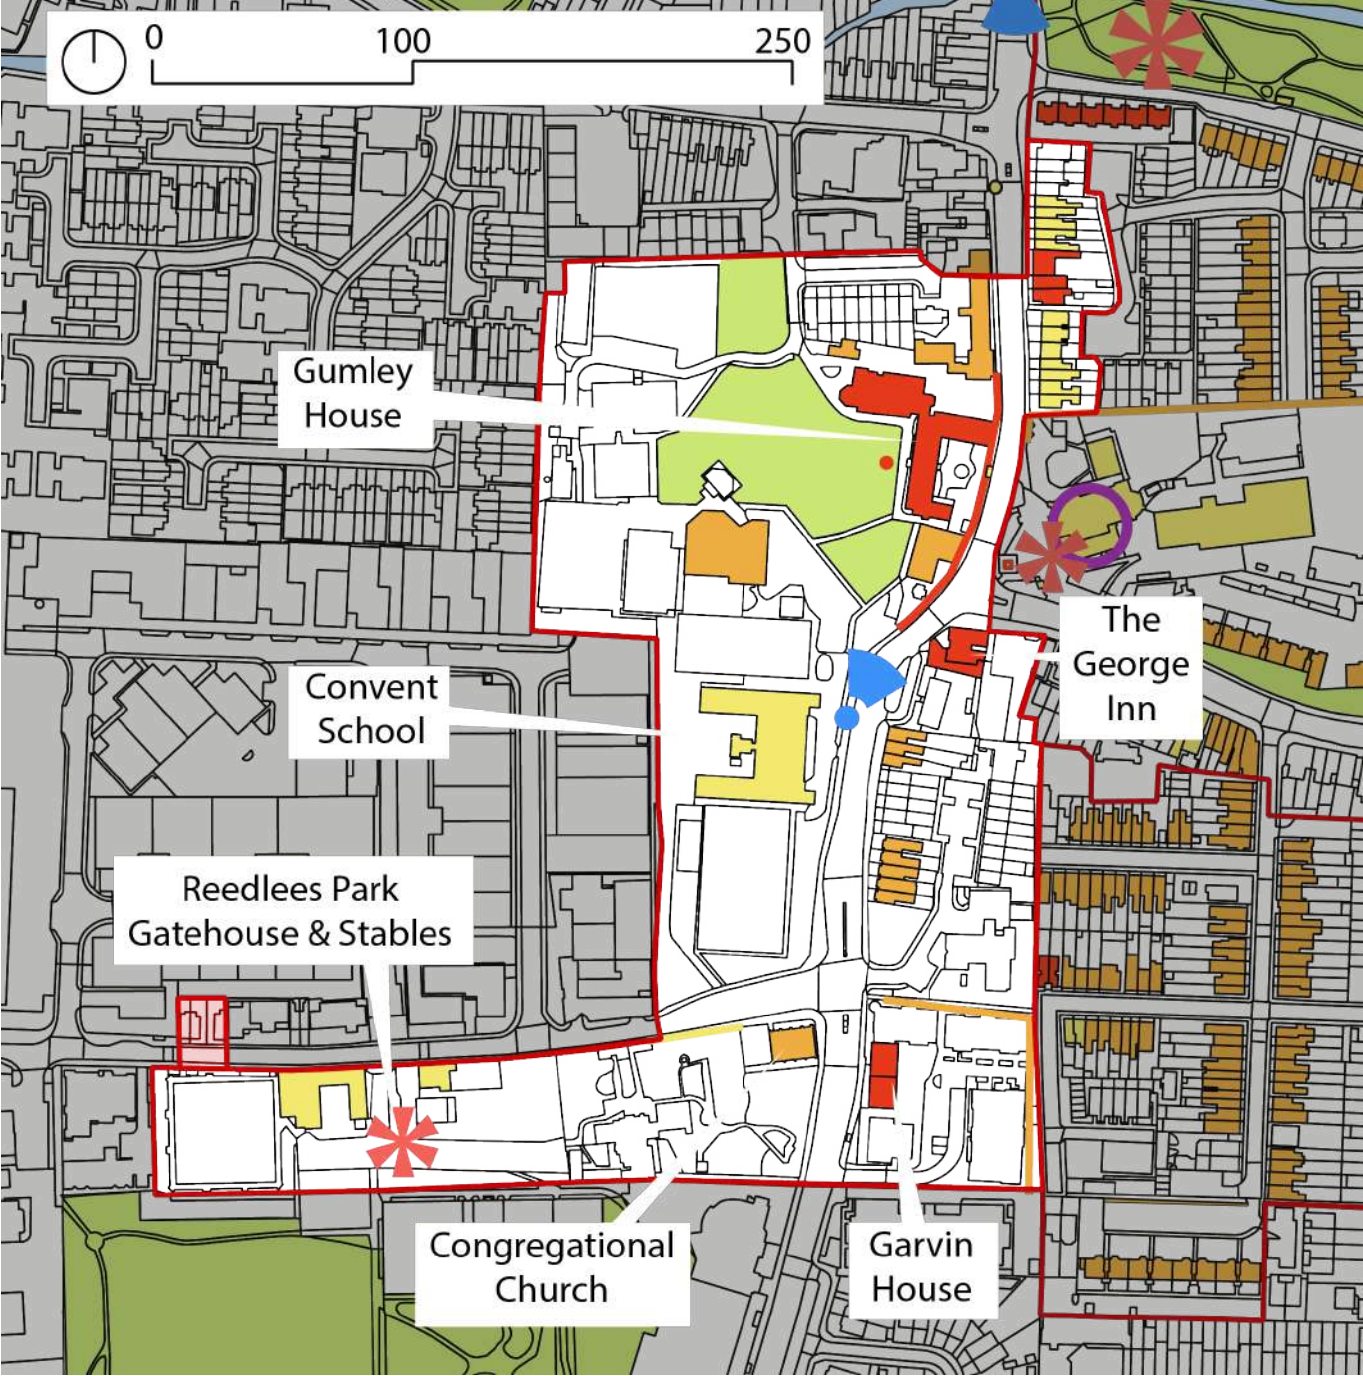 0 100 250
Gumley
House
The
George
Inn
Convent
School
Reedlees Park
Gatehouse & Stables
Congregational
Church
Garvin
House